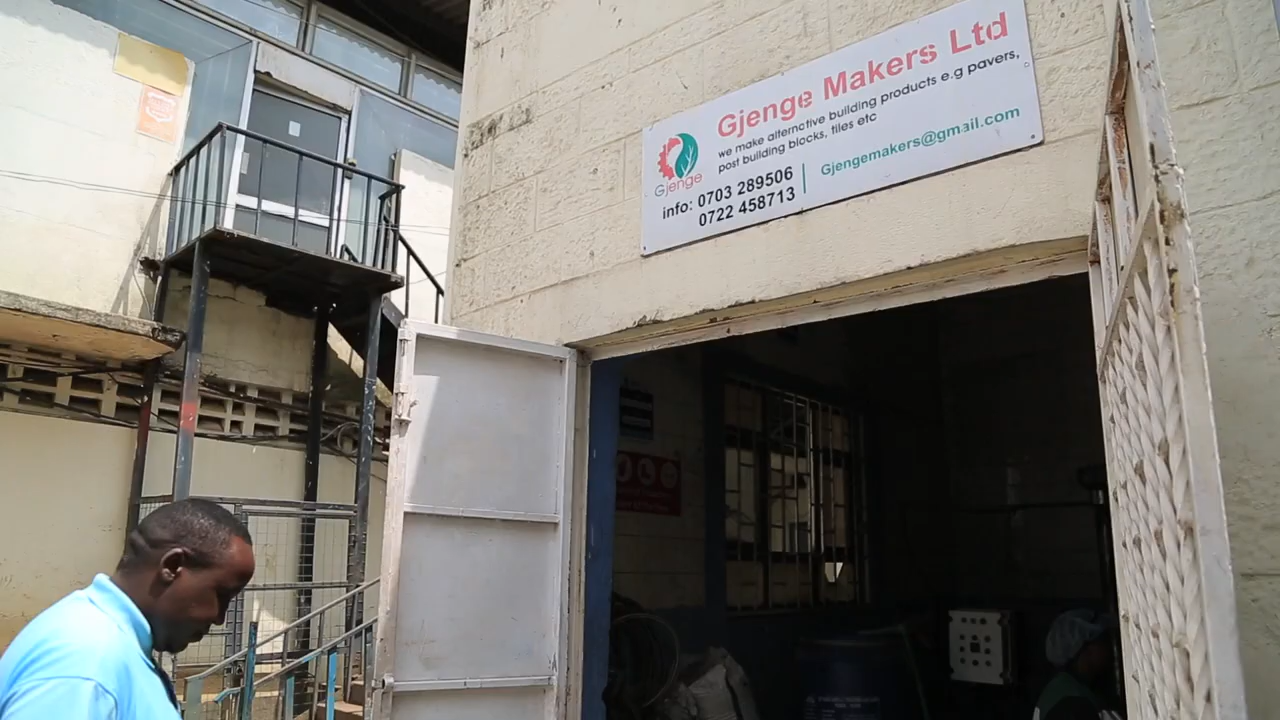 Gjenge Makers Ltd
we make alternative building products e.g pavers,
post building blocks, tiles etc
Gjenge
info: 0703 289506
0722 458713
Gjengemakers@gmail.com